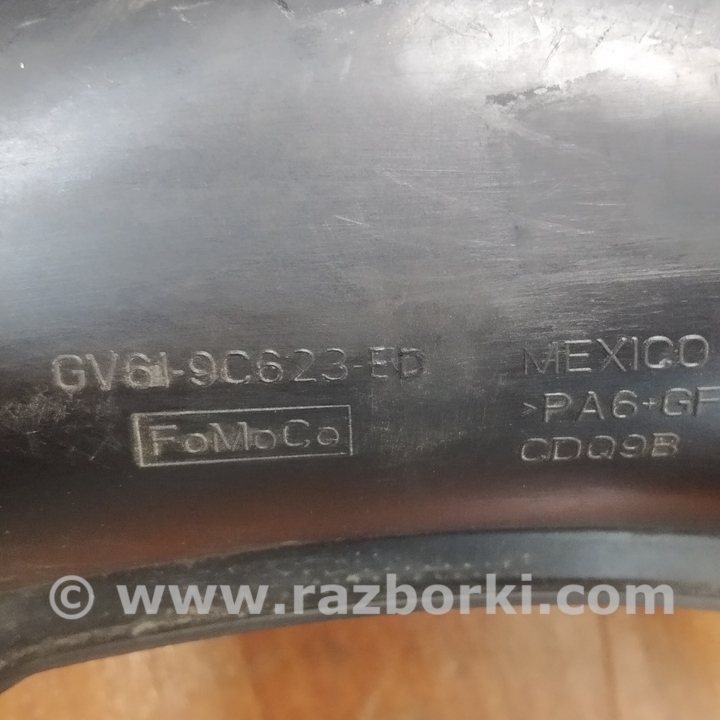 GV61-9C623-ED
FoMoCo
MEXICO
>PA6+GF
CDQ9B
© www.razborki.com